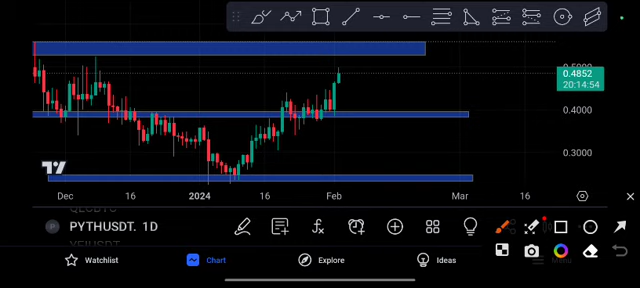 0.5000
0.4852
20:14:54
0.4000
0.3000
Dec 16 2024 16 Feb Mar 16
PYTHUSDT. 1D
YFIUSDT
Watchlist Chart Explore Ideas